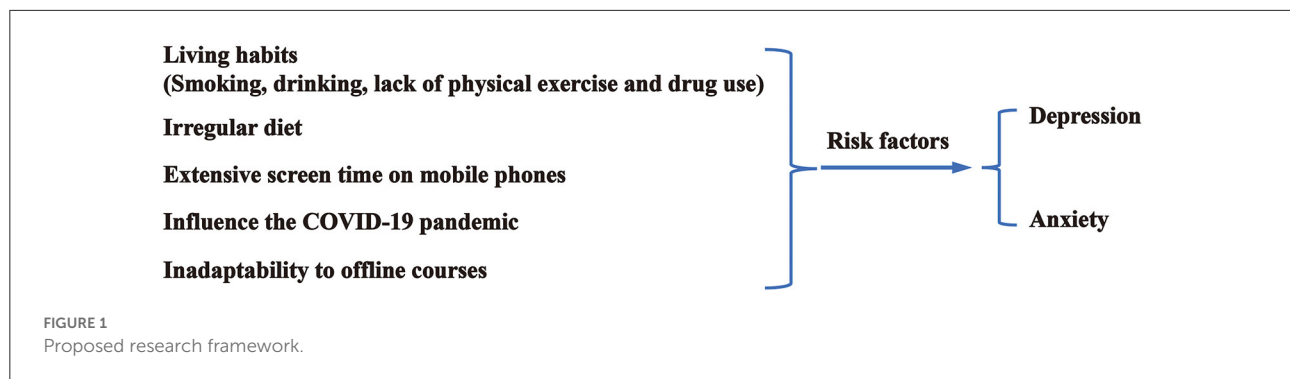 Living habits
(Smoking, drinking, lack of physical exercise and drug use)
Irregular diet
Extensive screen time on mobile phones
Influence the COVID-19 pandemic
Inadaptability to offline courses
Risk factors
Depression
Anxiety
FIGURE 1
Proposed research framework.